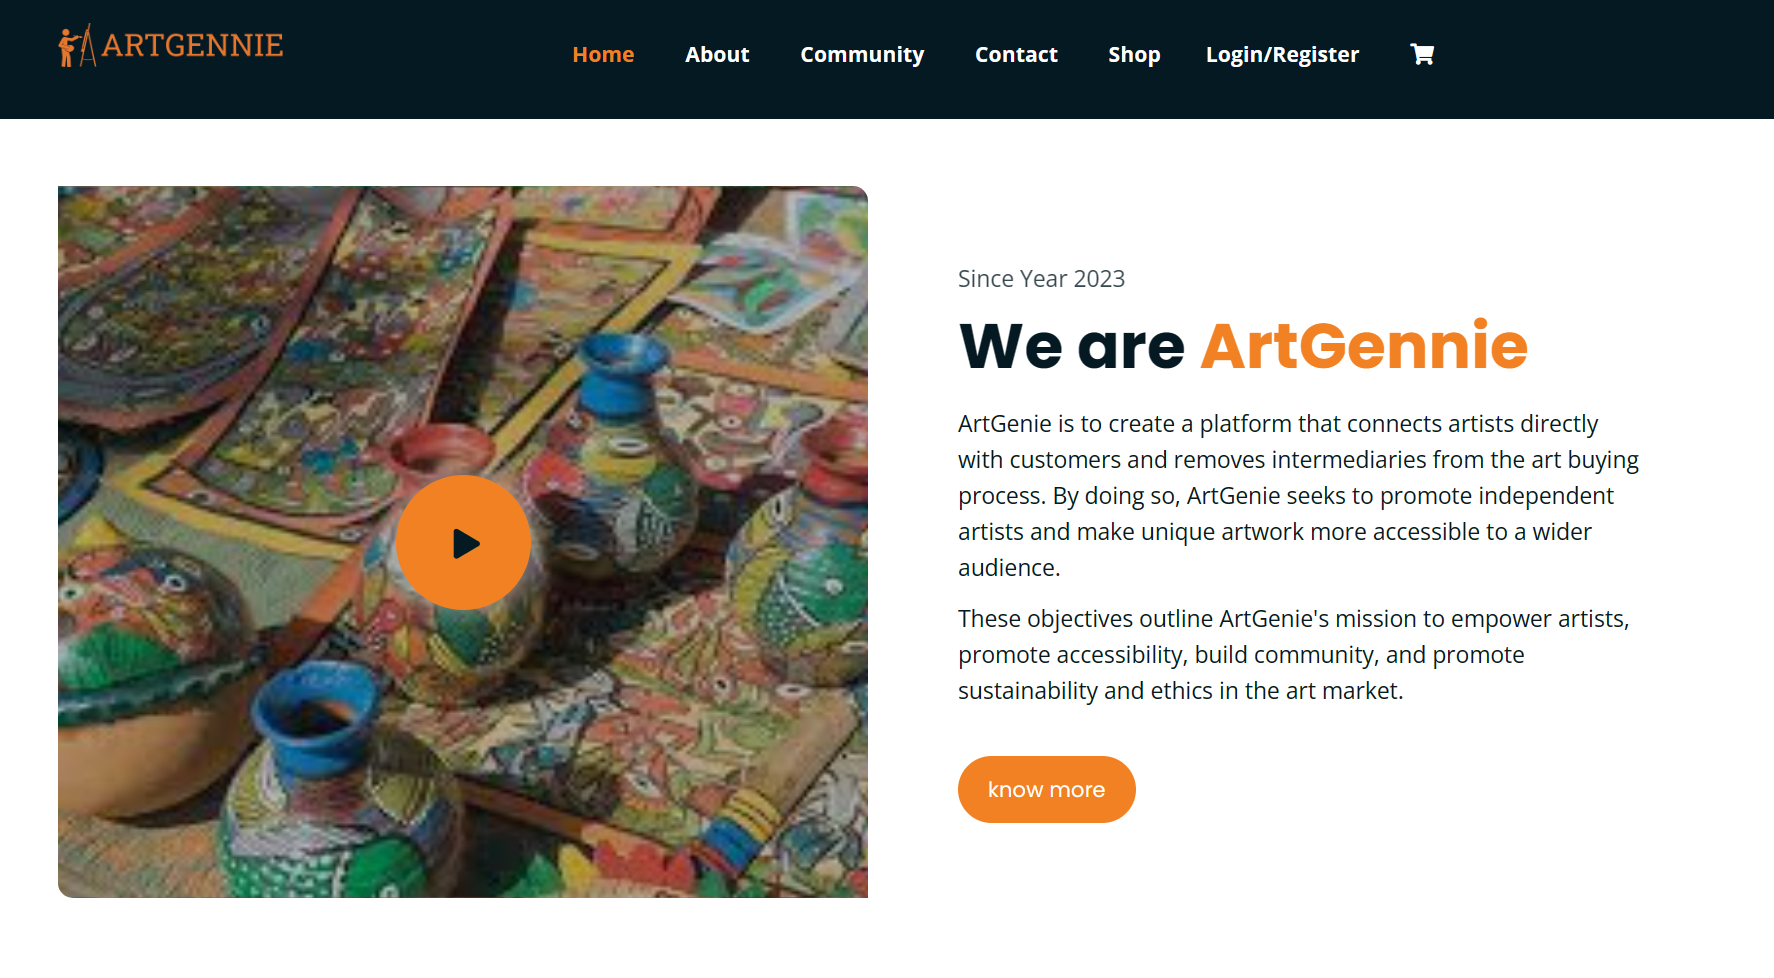 ARTGENNIE
Home About Community Contact Shop Login/Register
Since Year 2023
We are ArtGennie
ArtGenie is to create a platform that connects artists directly
with customers and removes intermediaries from the art buying
process. By doing so, ArtGenie seeks to promote independent
artists and make unique artwork more accessible to a wider
audience.
These objectives outline ArtGenie's mission to empower artists,
promote accessibility, build community, and promote
sustainability and ethics in the art market.
know more